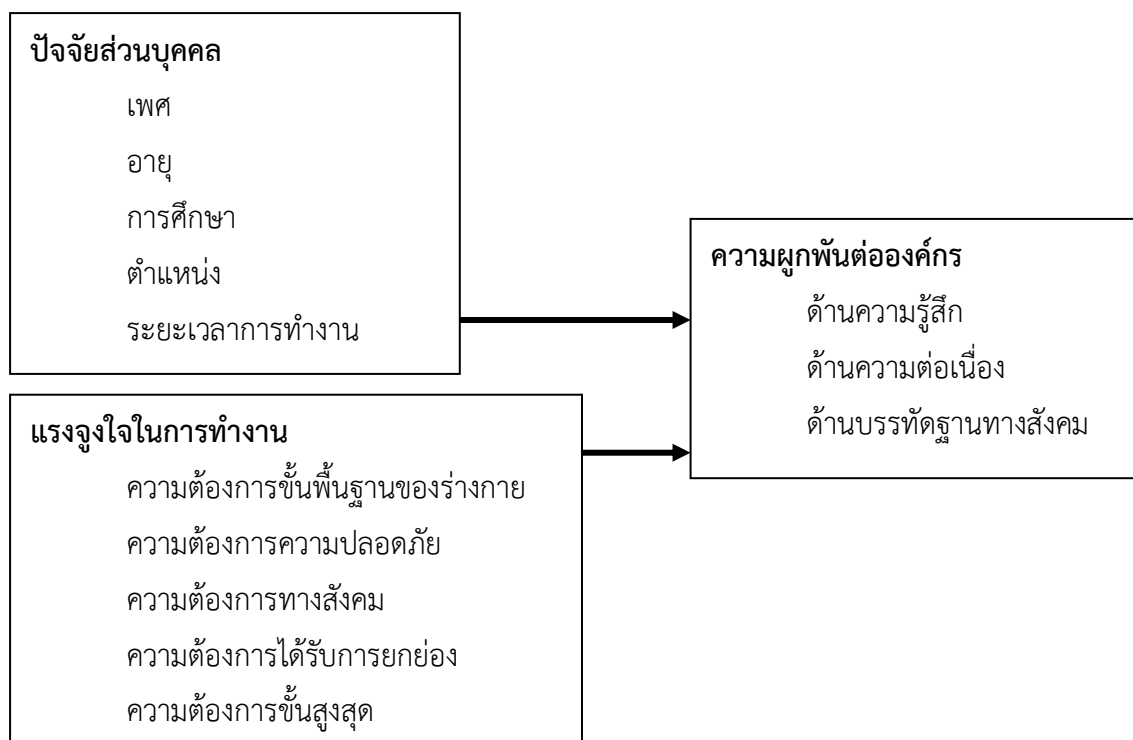 ปัจจัยส่วนบุคคล
เพศ
อายุ
การศึกษา
ตำแหน่ง
ระยะเวลาการทำงาน
แรงจูงใจในการทำงาน
ความต้องการขั้นพื้นฐานของร่างกาย
ความต้องการความปลอดภัย
ความต้องการทางสังคม
ความต้องการได้รับการยกย่อง
ความต้องการขั้นสูงสุด
ความผูกพันต่อองค์กร
ด้านความรู้สึก
ด้านความต่อเนื่อง
ด้านบรรทัดฐานทางสังคม